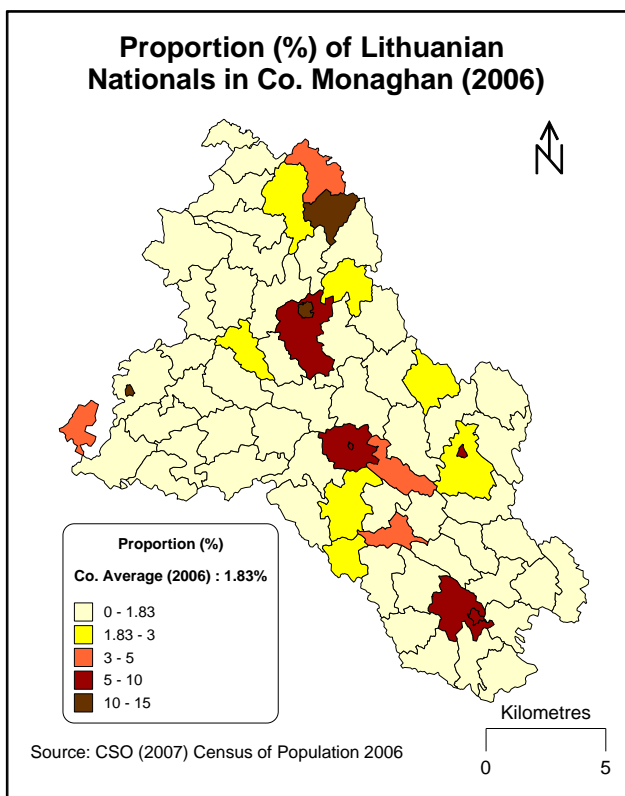 Proportion (%) of Lithuanian
Nationals in Co. Monaghan (2006)
N
Proportion (%)
Co. Average (2006) : 1.83%
0 - 1.83
1.83 - 3
3 - 5
5 - 10
10 - 15
Kilometres
0 5
Source: CSO (2007) Census of Population 2006